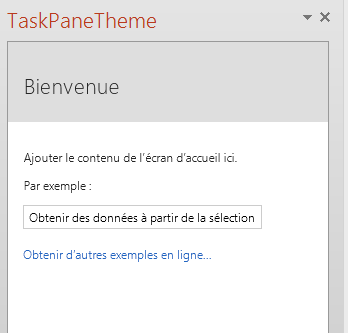 TaskPaneTheme
Bienvenue
Ajouter le contenu de l'écran d'accueil ici.
Par exemple :
Obtenir des données à partir de la sélection
Obtenir d'autres exemples en ligne...